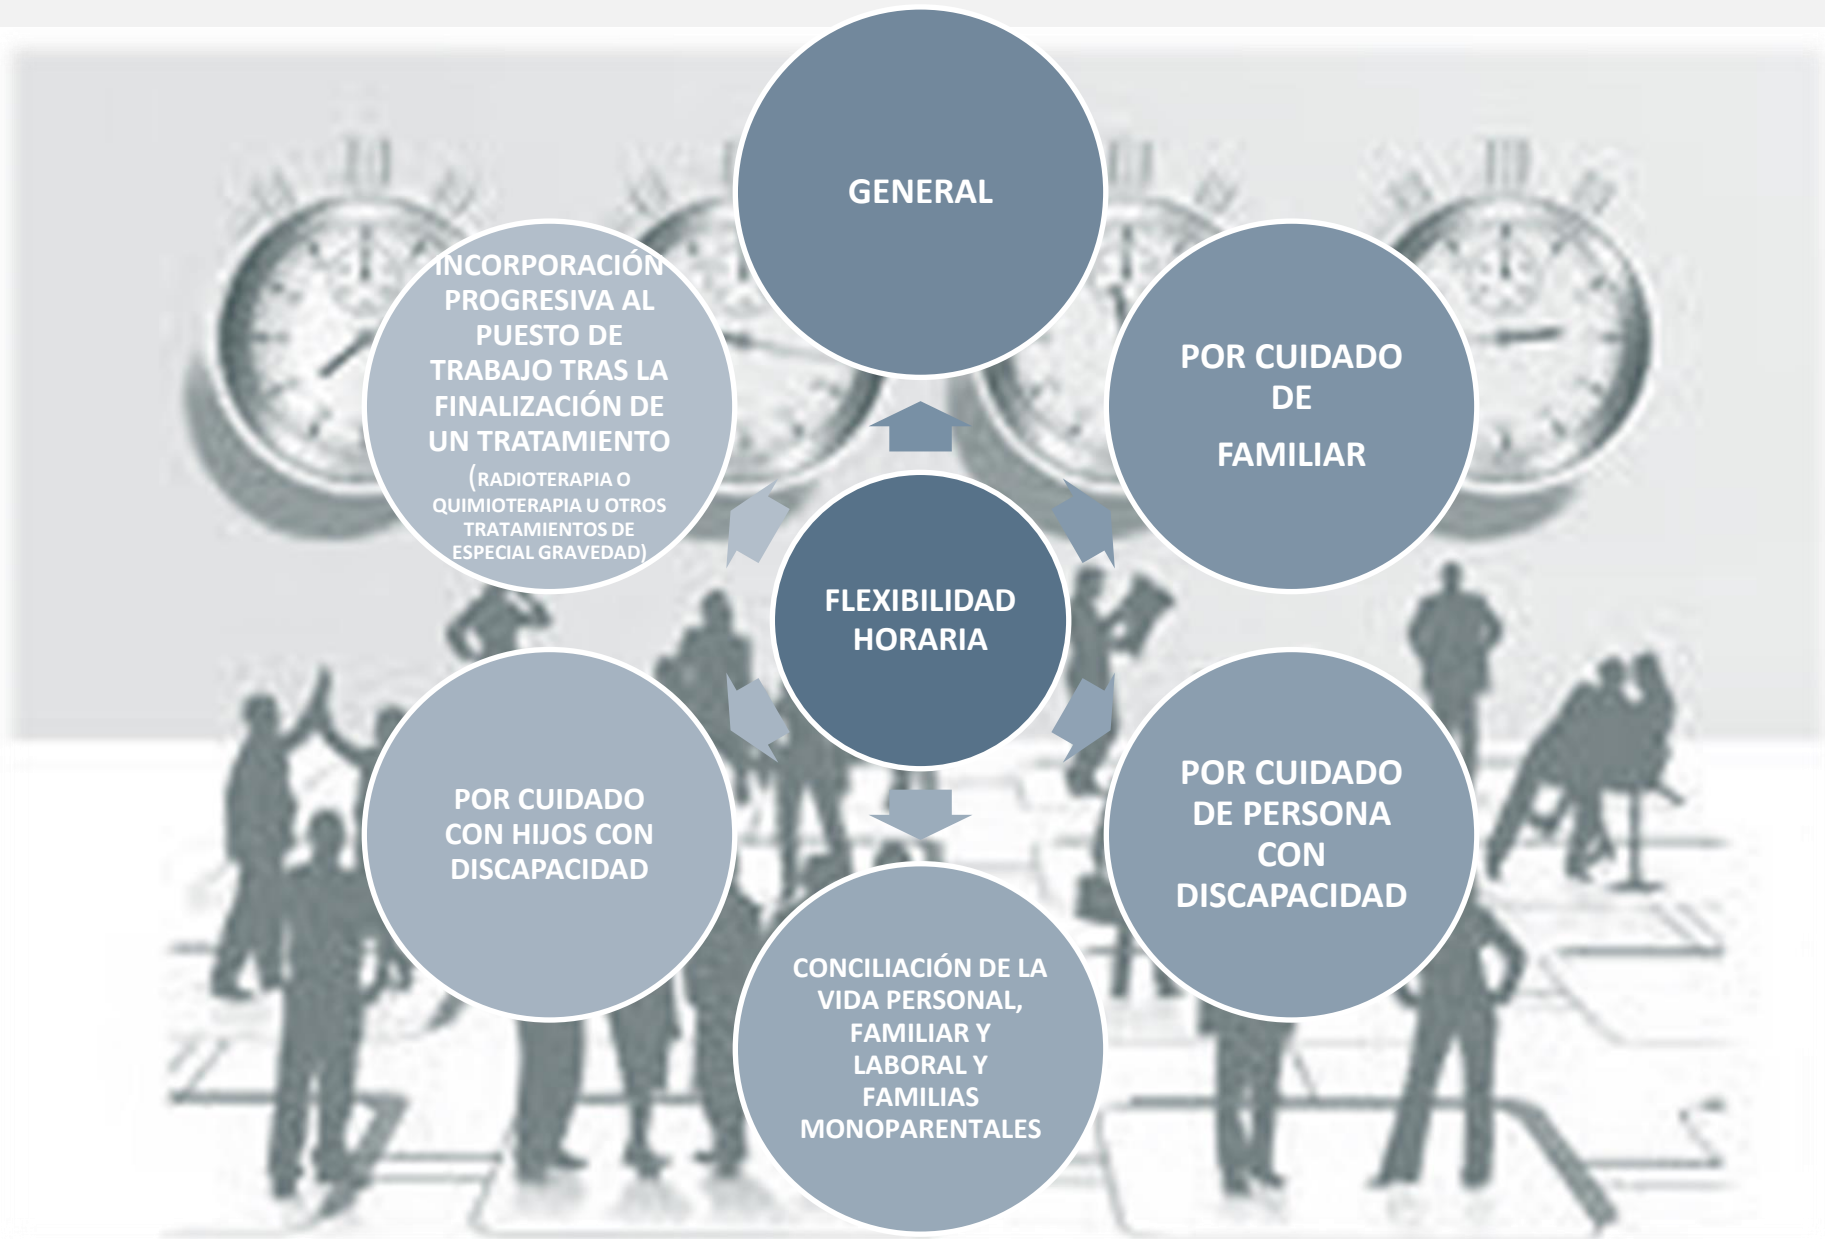 GENERAL
POR CUIDADO
DE
FAMILIAR
POR CUIDADO
DE PERSONA
CON
DISCAPACIDAD
CONCILIACIÓN DE LA
VIDA PERSONAL,
FAMILIAR Y
LABORAL Y
FAMILIAS
MONOPARENTALES
POR CUIDADO
CON HIJOS CON
DISCAPACIDAD
INCORPORACIÓN
PROGRESIVA AL
PUESTO DE
TRABAJO TRAS LA
FINALIZACIÓN DE
UN TRATAMIENTO
(RADIOTERAPIA O
QUIMIOTERAPIA U OTROS
TRATAMIENTOS DE
ESPECIAL GRAVEDAD)
FLEXIBILIDAD
HORARIA